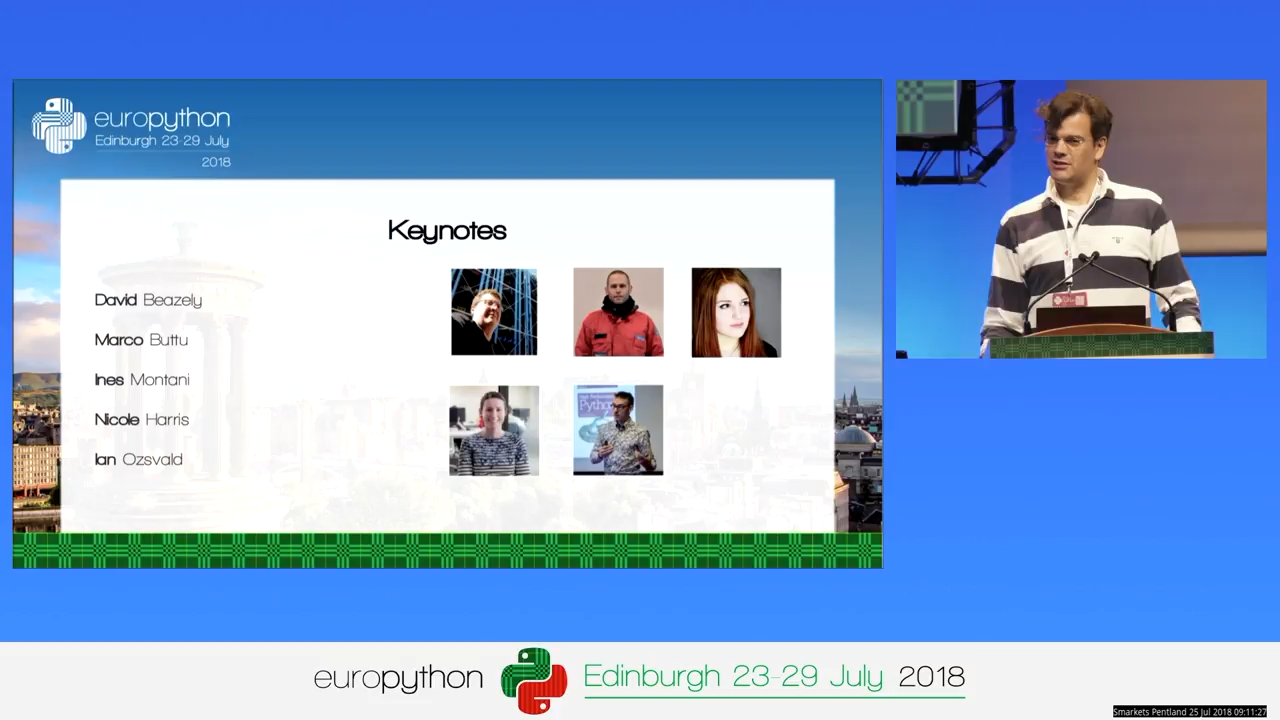 europython
Edinburgh 23-29 July
2018
Keynotes
David Beazely
Marco Buttu
Ines Montani
Nicole Harris
Ian Ozsvald
Python
europython Edinburgh 23-29 July 2018
Smarkets Pentland 25 Jul 2018 09:11:27